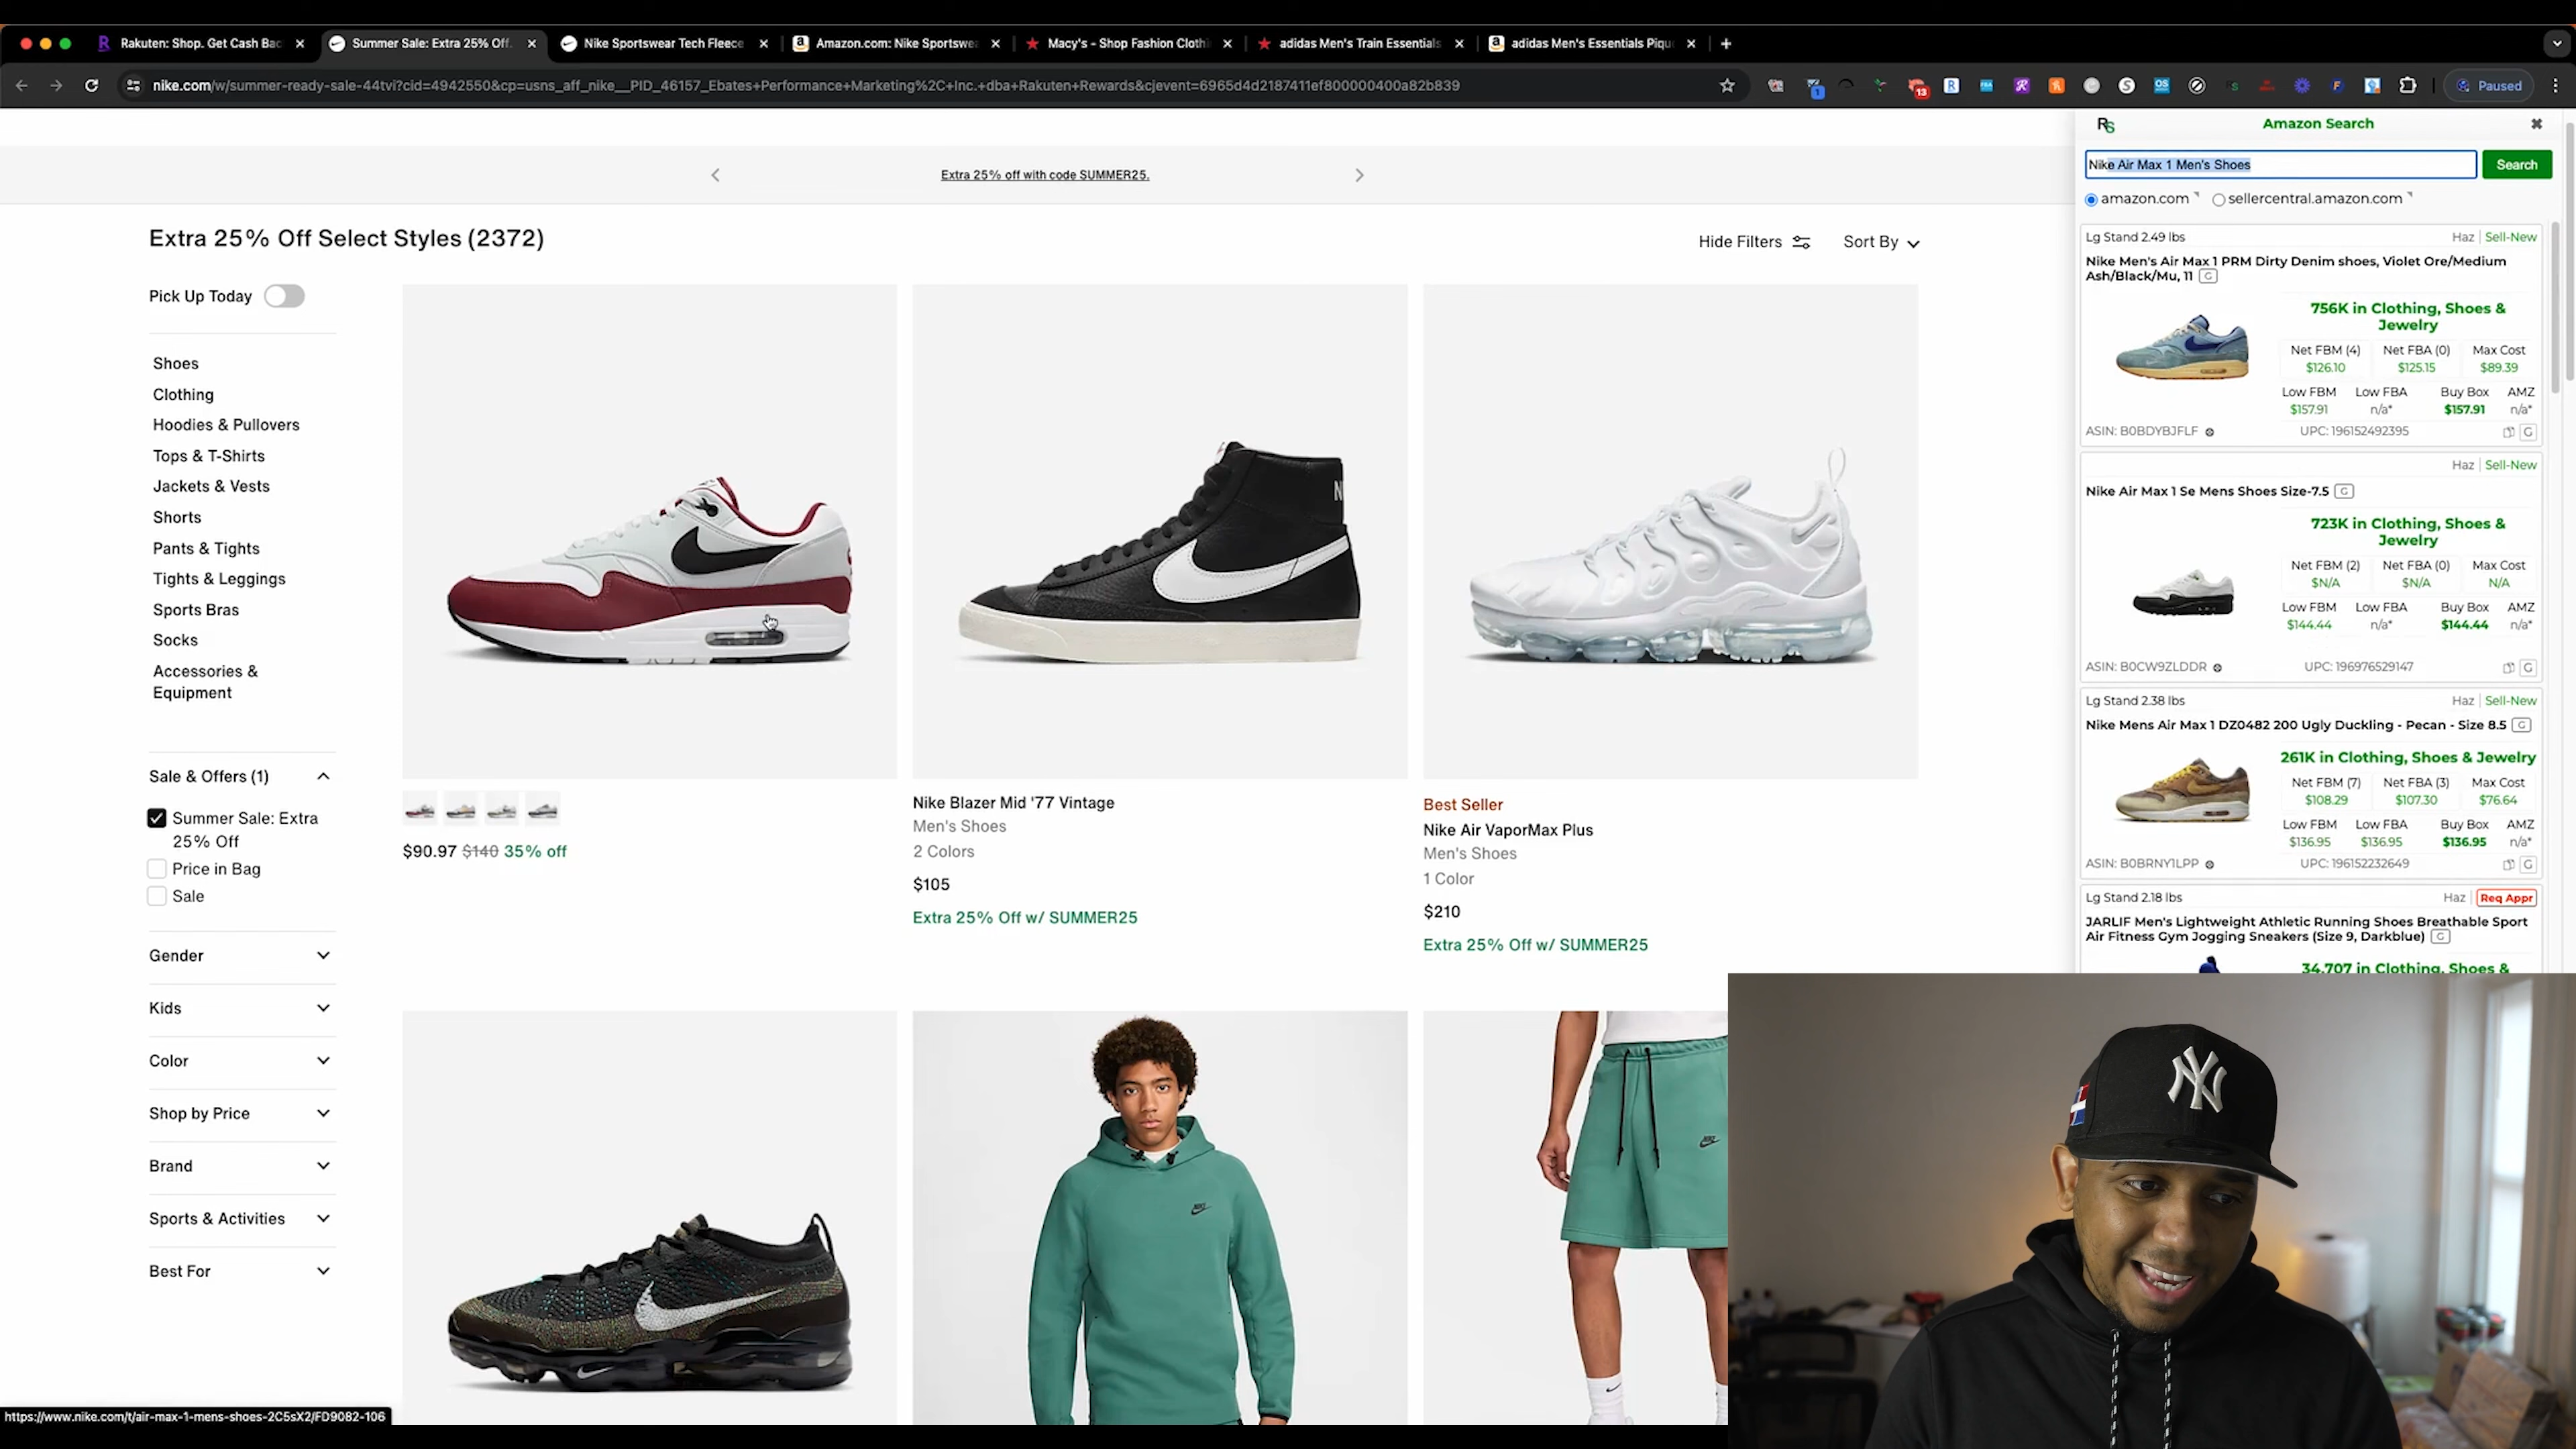 Rakuten: Shop. Get Cash Bac
Summer Sale: Extra 25% Off.
Nike Sportswear Tech Fleece
Amazon.com: Nike Sportswea
Macy's - Shop Fashion Clothi
adidas Men's Train Essentials
adidas Men's Essentials Piqu
nike.com/w/summer-ready-sale-44tvi?cid=4942550&cp=usns_aff_nike__PID_46157_Ebates+Performance+Marketing%2C+Inc.+dba+Rakuten+Rewards&cjevent=6965d4d2187411ef800000400a82b839
1
13
Paused
Extra 25% off with code SUMMER25.
Extra 25% Off Select Styles (2372)
Hide Filters
Sort By
Pick Up Today
Shoes
Clothing
Hoodies & Pullovers
Tops & T-Shirts
Jackets & Vests
Shorts
Pants & Tights
Tights & Leggings
Sports Bras
Socks
Accessories &
Equipment
Sale & Offers (1)
Summer Sale: Extra
25% Off
Price in Bag
Sale
Gender
Kids
Color
Shop by Price
Brand
Sports & Activities
Best For
$90.97 $140 35% off
Nike Blazer Mid '77 Vintage
Men's Shoes
2 Colors
$105
Extra 25% Off w/ SUMMER25
Best Seller
Nike Air VaporMax Plus
Men's Shoes
1 Color
$210
Extra 25% Off w/ SUMMER25
RS
Amazon Search
Nike Air Max 1 Men's Shoes
Search
amazon.com
sellercentral.amazon.com
Lg Stand 2.49 lbs
Haz | Sell-New
Nike Men's Air Max 1 PRM Dirty Denim shoes, Violet Ore/Medium
Ash/Black/Mu, 11 G
756K in Clothing, Shoes &
Jewelry
Net FBM (4) Net FBA (0) Max Cost
$126.10 $125.15 $89.39
Low FBM Low FBA Buy Box AMZ
$157.91 n/a* $157.91 n/a*
ASIN: B0BDYBJFLF UPC: 196152492395 G
Haz | Sell-New
Nike Air Max 1 Se Mens Shoes Size-7.5 G
723K in Clothing, Shoes &
Jewelry
Net FBM (2) Net FBA (0) Max Cost
$N/A $N/A N/A
Low FBM Low FBA Buy Box AMZ
$144.44 n/a* $144.44 n/a*
ASIN: B0CW9ZLDDR UPC: 196976529147 G
Lg Stand 2.38 lbs
Haz | Sell-New
Nike Mens Air Max 1 DZ0482 200 Ugly Duckling - Pecan - Size 8.5 G
261K in Clothing, Shoes & Jewelry
Net FBM (7) Net FBA (3) Max Cost
$108.29 $107.30 $76.64
Low FBM Low FBA Buy Box AMZ
$136.95 $136.95 $136.95 n/a*
ASIN: B0BRNY1LPP UPC: 196152232649 G
Lg Stand 2.18 lbs
Haz | Req Appr
JARLIF Men's Lightweight Athletic Running Shoes Breathable Sport
Air Fitness Gym Jogging Sneakers (Size 9, Darkblue) G
34,707 in Clothing, Shoes &
NY
https://www.nike.com/t/air-max-1-mens-shoes-2C5sX2/FD9082-106